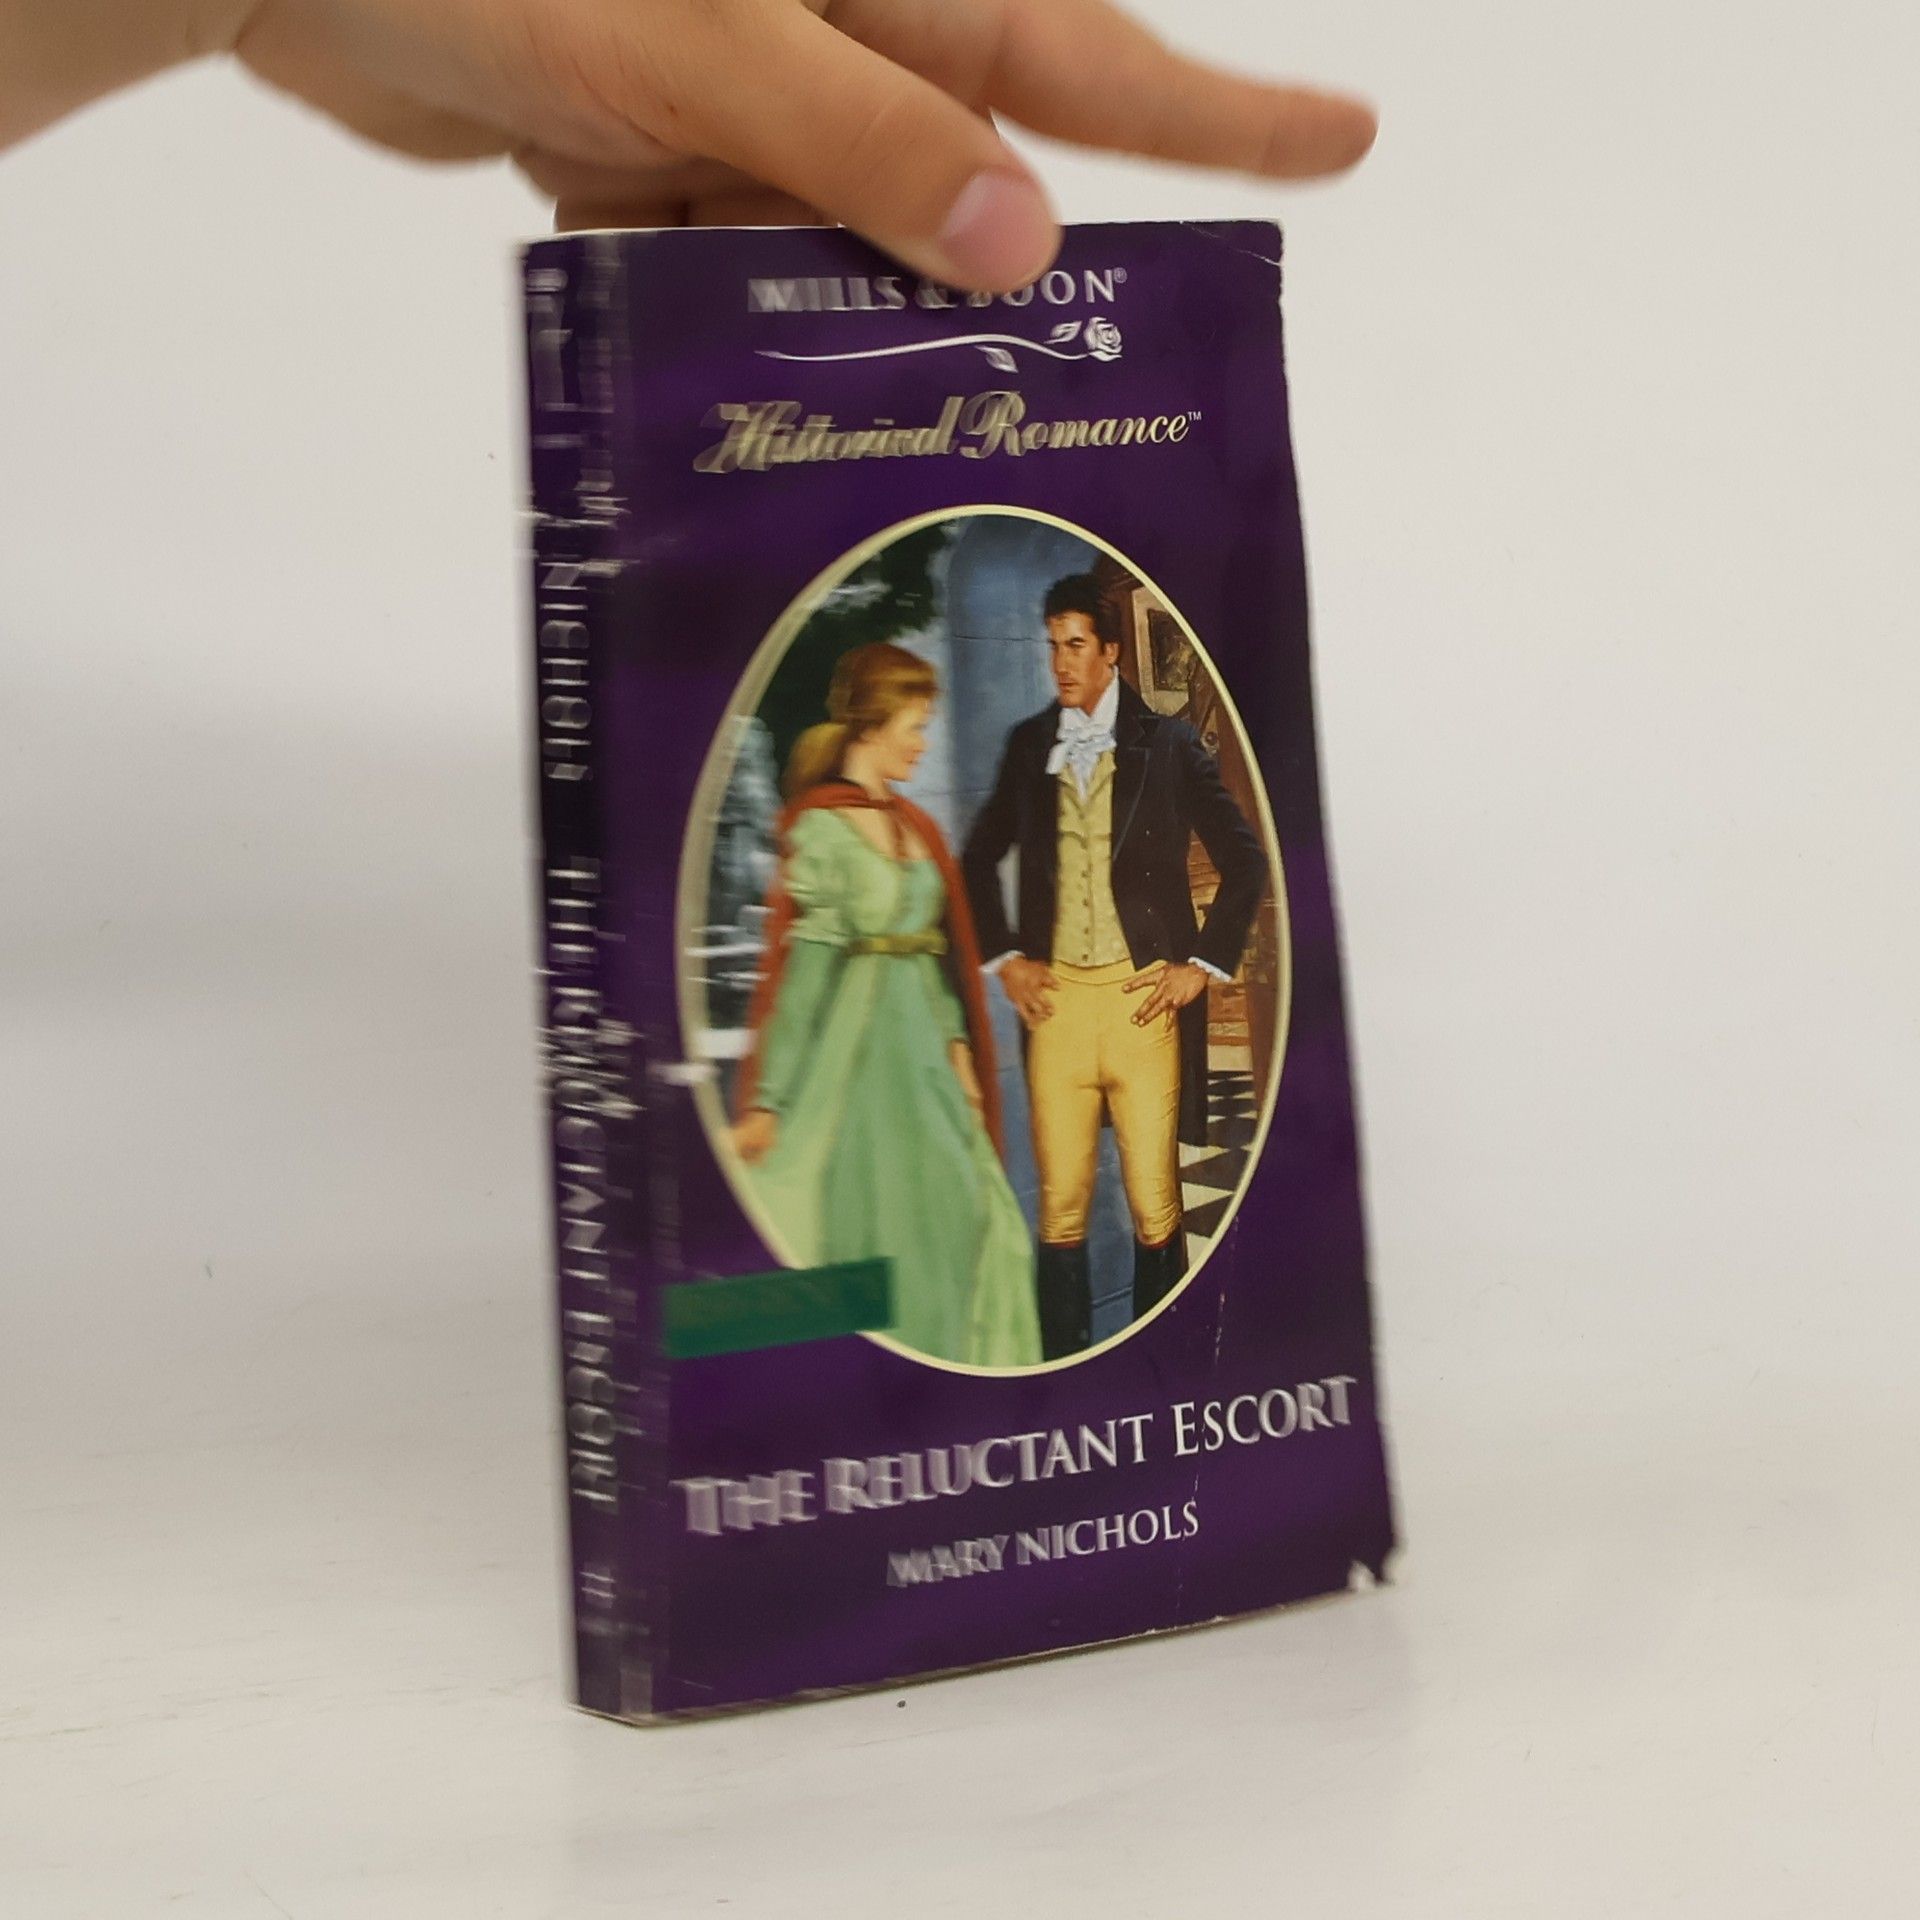 MILLS & BOON®
Historical Romance™
THE RELUCTANT ESCORT
MARY NICHOLS
NICHOLS THE RELUCTANT ESCORT